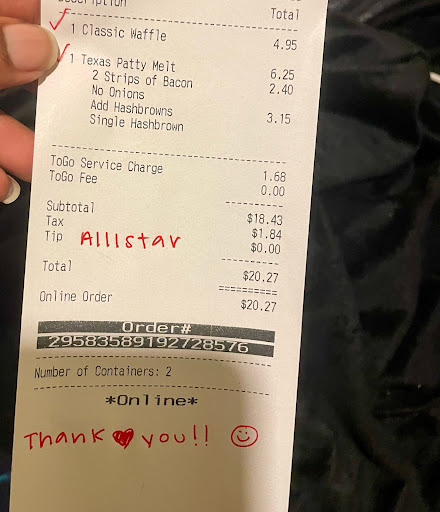 Description
Total
1 Classic Waffle 4.95
1 Texas Patty Melt 6.25
2 Strips of Bacon 2.40
No Onions
Add Hashbrowns 3.15
Single Hashbrown
ToGo Service Charge 1.68
ToGo Fee 0.00
Subtotal $18.43
Tax $1.84
Tip Alllstar $0.00
Total $20.27
Online Order $20.27
Order#
29583589192728576
Number of Containers: 2
*Online*
Thank ♥ you!! ☺